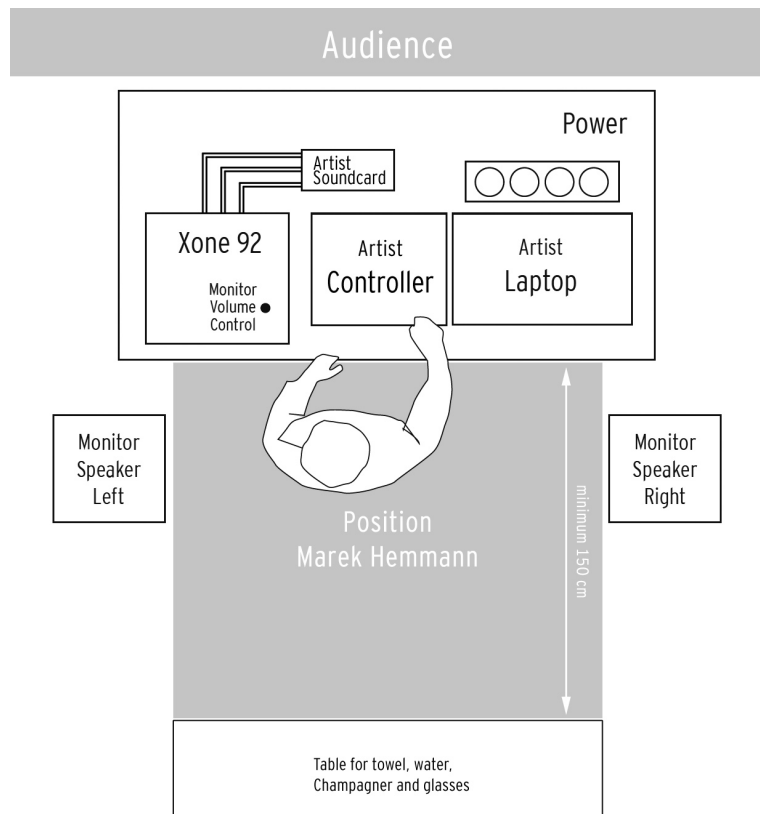 Audience
Power
Artist
Soundcard
Xone 92
Monitor
Volume
Control
Artist
Controller
Artist
Laptop
Monitor
Speaker
Left
Monitor
Speaker
Right
minimum 150 cm
Position
Marek Hemmann
Table for towel, water,
Champagner and glasses